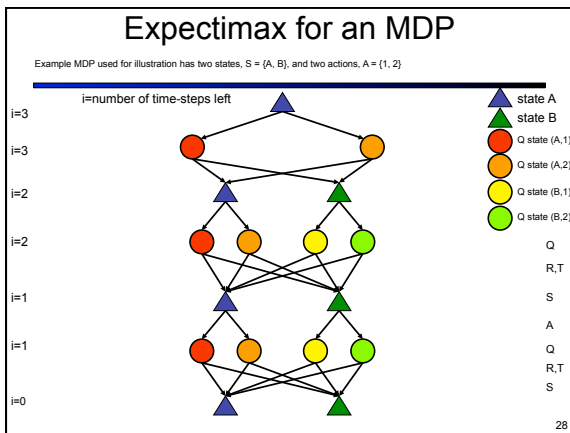 Expectimax for an MDP
Example MDP used for illustration has two states, S = {A, B}, and two actions, A = {1, 2}
i=number of time-steps left
state A
i=3
state B
Q state (A,1)
i=3
Q state (A,2)
i=2
Q state (B,1)
Q state (B,2)
i=2
Q
R,T
i=1
S
A
i=1
Q
R,T
S
i=0
28